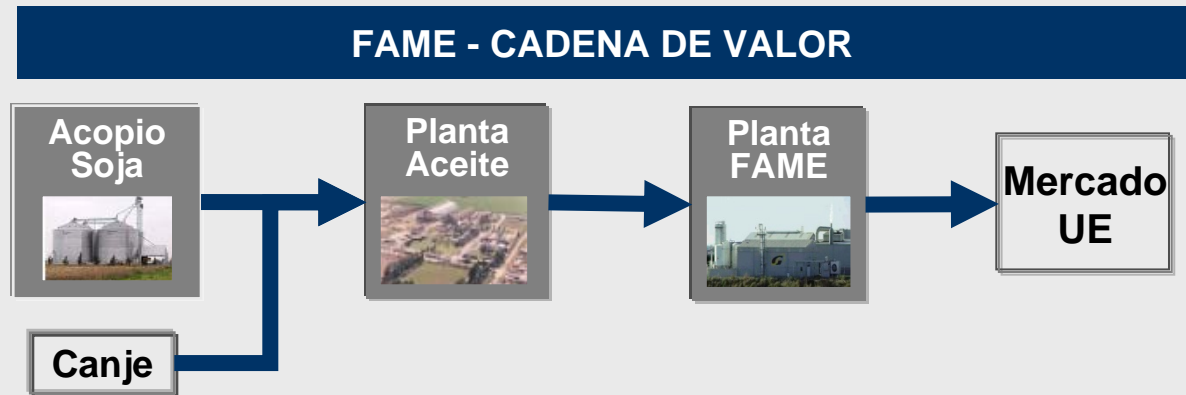 FAME - CADENA DE VALOR
Acopio
Soja
Planta
Aceite
Planta
FAME
Mercado
UE
Canje